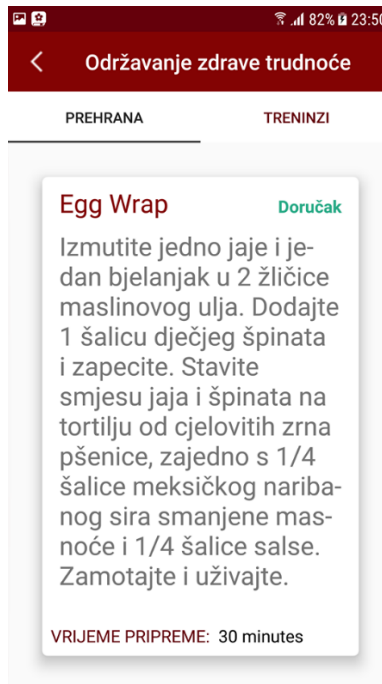 82% 23:50
Održavanje zdrave trudnoće
PREHRANA TRENINZI
Egg Wrap Doručak
Izmutite jedno jaje i je-
dan bjelanjak u 2 žličice
maslinovog ulja. Dodajte
1 šalicu dječjeg špinata
i zapecite. Stavite
smjesu jaja i špinata na
tortilju od cjelovitih zrna
pšenice, zajedno s 1/4
šalice meksičkog nariba-
nog sira smanjene mas-
noće i 1/4 šalice salse.
Zamotajte i uživajte.
VRIJEME PRIPREME: 30 minutes